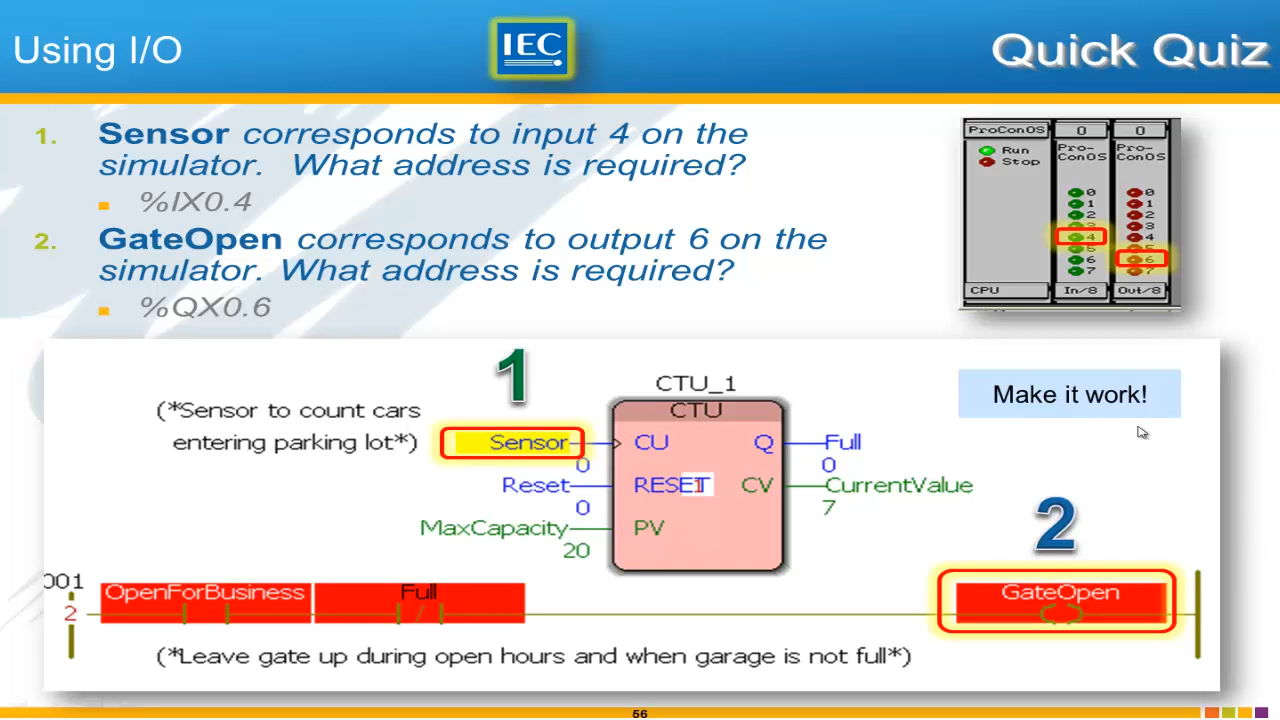 Using I/O
IEC
Quick Quiz
1. Sensor corresponds to input 4 on the
simulator. What address is required?
%IX0.4
2. GateOpen corresponds to output 6 on the
simulator. What address is required?
%QX0.6
ProConOS 0 0
Run
Stop
Pro-
ConOS
Pro-
ConOS
0 0
1 1
2 2
3 3
4 4
5 5
6 6
7 7
CPU In/8 Out/8
1
Make it work!
CTU_1
CTU
(*Sensor to count cars
entering parking lot*)
Sensor CU Q Full
0 0
Reset RESET CV CurrentValue
0 7
MaxCapacity PV
20
2
001
OpenForBusiness Full GateOpen
2
(*Leave gate up during open hours and when garage is not full*)
56